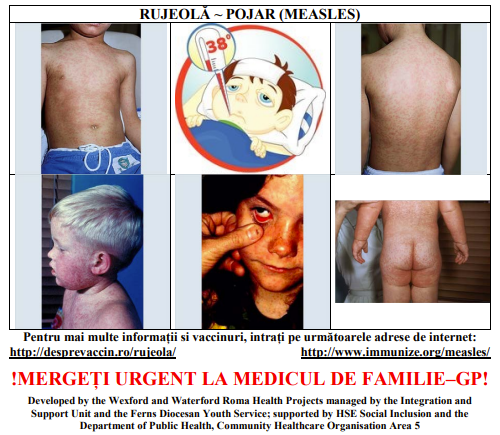 RUJEOLĂ ~ POJAR (MEASLES)
38°
Pentru mai multe informații si vaccinuri, intrați pe următoarele adrese de internet:
http://desprevaccin.ro/rujeola/ http://www.immunize.org/measles/
!MERGEȚI URGENT LA MEDICUL DE FAMILIE–GP!
Developed by the Wexford and Waterford Roma Health Projects managed by the Integration and
Support Unit and the Ferns Diocesan Youth Service; supported by HSE Social Inclusion and the
Department of Public Health, Community Healthcare Organisation Area 5